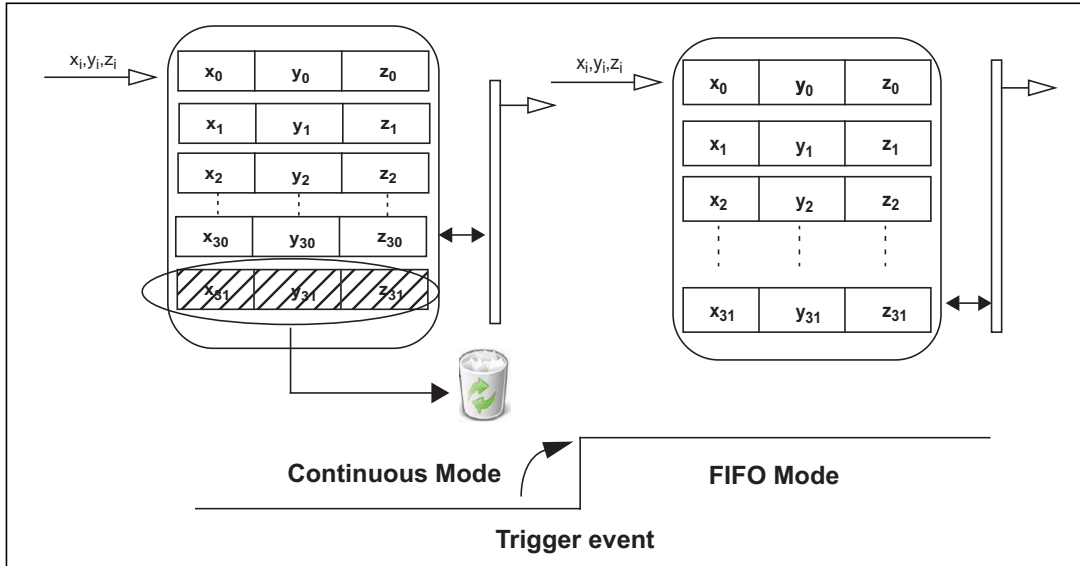 xi,yi,zi
x0 y0 z0
x1 y1 z1
x2 y2 z2
x30 y30 z30
x31 y31 z31
xi,yi,zi
x0 y0 z0
x1 y1 z1
x2 y2 z2
x31 y31 z31
Continuous Mode
FIFO Mode
Trigger event